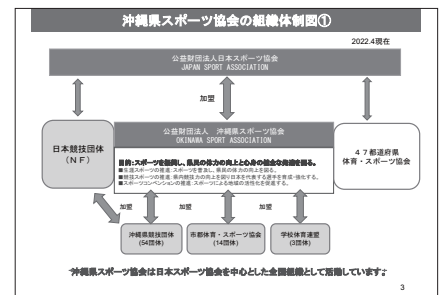 沖縄県スポーツ協会の組織体制図①
2022.4現在
公益財団法人日本スポーツ協会
JAPAN SPORT ASSOCIATION
加盟
日本競技団体
（NF）
公益財団法人　沖縄県スポーツ協会
OKINAWA SPORT ASSOCIATION
目的：スポーツを振興し、県民の体力の向上と心身の健全な発達を図る。
■生涯スポーツの推進：スポーツを普及し、県民の体力の向上を図る。
■競技スポーツの推進：県内競技力の向上を図り日本を代表する選手を育成・強化する。
■スポーツコンベンションの推進：スポーツによる地域の活性化を促進する。
４７都道府県
体育・スポーツ協会
加盟
加盟
加盟
沖縄県競技団体
（54団体）
市郡体育・スポーツ協会
（14団体）
学校体育連盟
（3団体）
沖縄県スポーツ協会は日本スポーツ協会を中心とした全国組織として活動しています。
3